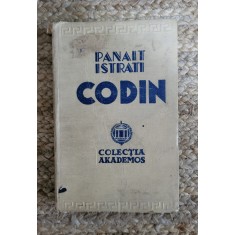 PANAIT
ISTRATI
CODIN
COLECȚIA
AKADEMOS